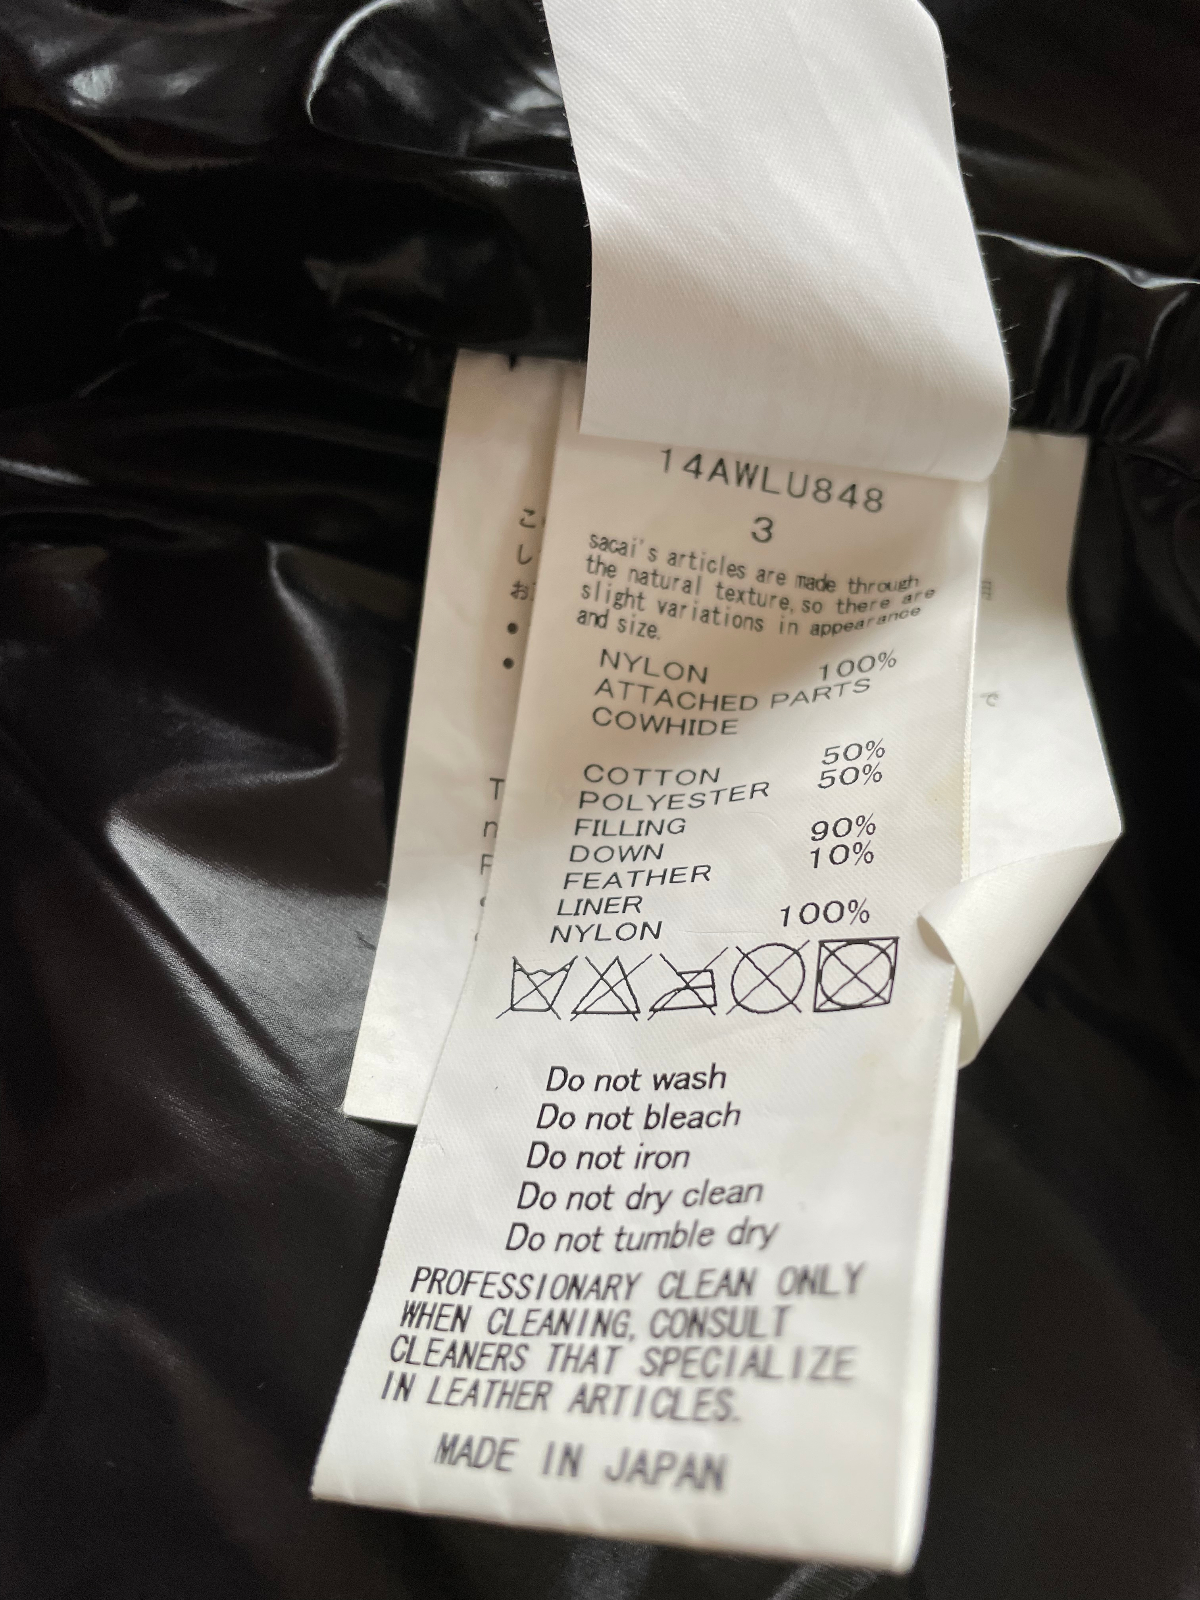 14AWLU848
3
sacai's articles are made through
the natural texture, so there are
slight variations in appearance
and size.
NYLON 100%
ATTACHED PARTS
COWHIDE
50%
COTTON 50%
POLYESTER
FILLING 90%
DOWN 10%
FEATHER
LINER
NYLON 100%
Do not wash
Do not bleach
Do not iron
Do not dry clean
Do not tumble dry
PROFESSIONARY CLEAN ONLY
WHEN CLEANING, CONSULT
CLEANERS THAT SPECIALIZE
IN LEATHER ARTICLES.
MADE IN JAPAN